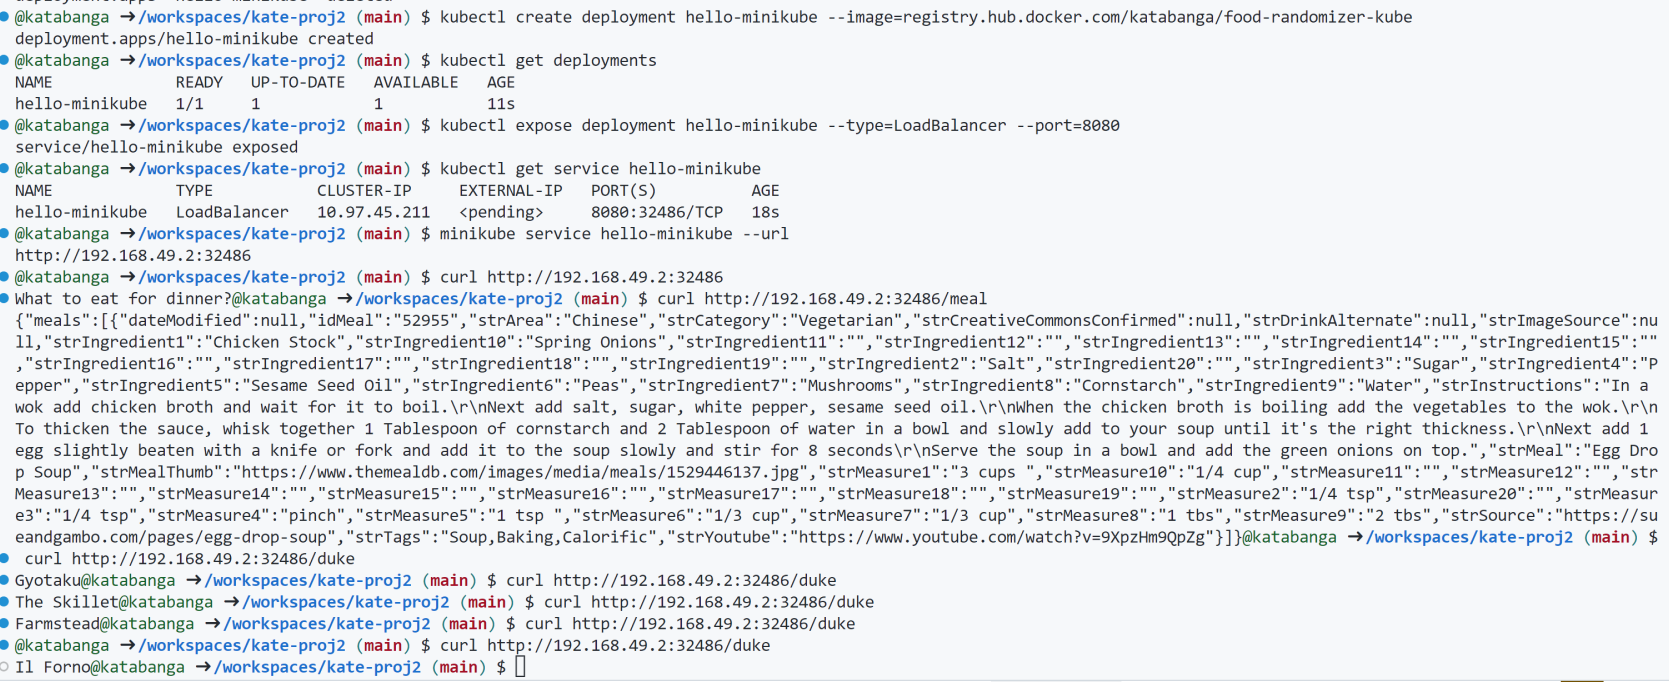 @katabanga →/workspaces/kate-proj2 (main) $ kubectl create deployment hello-minikube --image=registry.hub.docker.com/katabanga/food-randomizer-kube
deployment.apps/hello-minikube created
@katabanga →/workspaces/kate-proj2 (main) $ kubectl get deployments
NAME READY UP-TO-DATE AVAILABLE AGE
hello-minikube 1/1 1 1 11s
@katabanga →/workspaces/kate-proj2 (main) $ kubectl expose deployment hello-minikube --type=LoadBalancer --port=8080
service/hello-minikube exposed
@katabanga →/workspaces/kate-proj2 (main) $ kubectl get service hello-minikube
NAME TYPE CLUSTER-IP EXTERNAL-IP PORT(S) AGE
hello-minikube LoadBalancer 10.97.45.211 <pending> 8080:32486/TCP 18s
@katabanga →/workspaces/kate-proj2 (main) $ minikube service hello-minikube --url
http://192.168.49.2:32486
@katabanga →/workspaces/kate-proj2 (main) $ curl http://192.168.49.2:32486
What to eat for dinner?@katabanga →/workspaces/kate-proj2 (main) $ curl http://192.168.49.2:32486/meal
{"meals":[{"dateModified":null,"idMeal":"52955","strArea":"Chinese","strCategory":"Vegetarian","strCreativeCommonsConfirmed":null,"strDrinkAlternate":null,"strImageSource":nu
ll,"strIngredient1":"Chicken Stock","strIngredient10":"Spring Onions","strIngredient11":"","strIngredient12":"","strIngredient13":"","strIngredient14":"","strIngredient15":""
,"strIngredient16":"","strIngredient17":"","strIngredient18":"","strIngredient19":"","strIngredient2":"Salt","strIngredient20":"","strIngredient3":"Sugar","strIngredient4":"P
epper","strIngredient5":"Sesame Seed Oil","strIngredient6":"Peas","strIngredient7":"Mushrooms","strIngredient8":"Cornstarch","strIngredient9":"Water","strInstructions":"In a
wok add chicken broth and wait for it to boil.\r\nNext add salt, sugar, white pepper, sesame seed oil.\r\nWhen the chicken broth is boiling add the vegetables to the wok.\r\n
To thicken the sauce, whisk together 1 Tablespoon of cornstarch and 2 Tablespoon of water in a bowl and slowly add to your soup until it's the right thickness.\r\nNext add 1
egg slightly beaten with a knife or fork and add it to the soup slowly and stir for 8 seconds\r\nServe the soup in a bowl and add the green onions on top.","strMeal":"Egg Dro
p Soup","strMealThumb":"https://www.themealdb.com/images/media/meals/1529446137.jpg","strMeasure1":"3 cups ","strMeasure10":"1/4 cup","strMeasure11":"","strMeasure12":"","str
Measure13":"","strMeasure14":"","strMeasure15":"","strMeasure16":"","strMeasure17":"","strMeasure18":"","strMeasure19":"","strMeasure2":"1/4 tsp","strMeasure20":"","strMeasur
e3":"1/4 tsp","strMeasure4":"pinch","strMeasure5":"1 tsp ","strMeasure6":"1/3 cup","strMeasure7":"1/3 cup","strMeasure8":"1 tbs","strMeasure9":"2 tbs","strSource":"https://su
eandgambo.com/pages/egg-drop-soup","strTags":"Soup,Baking,Calorific","strYoutube":"https://www.youtube.com/watch?v=9XpzHm9QpZg"}]}@katabanga →/workspaces/kate-proj2 (main) $
curl http://192.168.49.2:32486/duke
Gyotaku@katabanga →/workspaces/kate-proj2 (main) $ curl http://192.168.49.2:32486/duke
The Skillet@katabanga →/workspaces/kate-proj2 (main) $ curl http://192.168.49.2:32486/duke
Farmstead@katabanga →/workspaces/kate-proj2 (main) $ curl http://192.168.49.2:32486/duke
@katabanga →/workspaces/kate-proj2 (main) $ curl http://192.168.49.2:32486/duke
Il Forno@katabanga →/workspaces/kate-proj2 (main) $